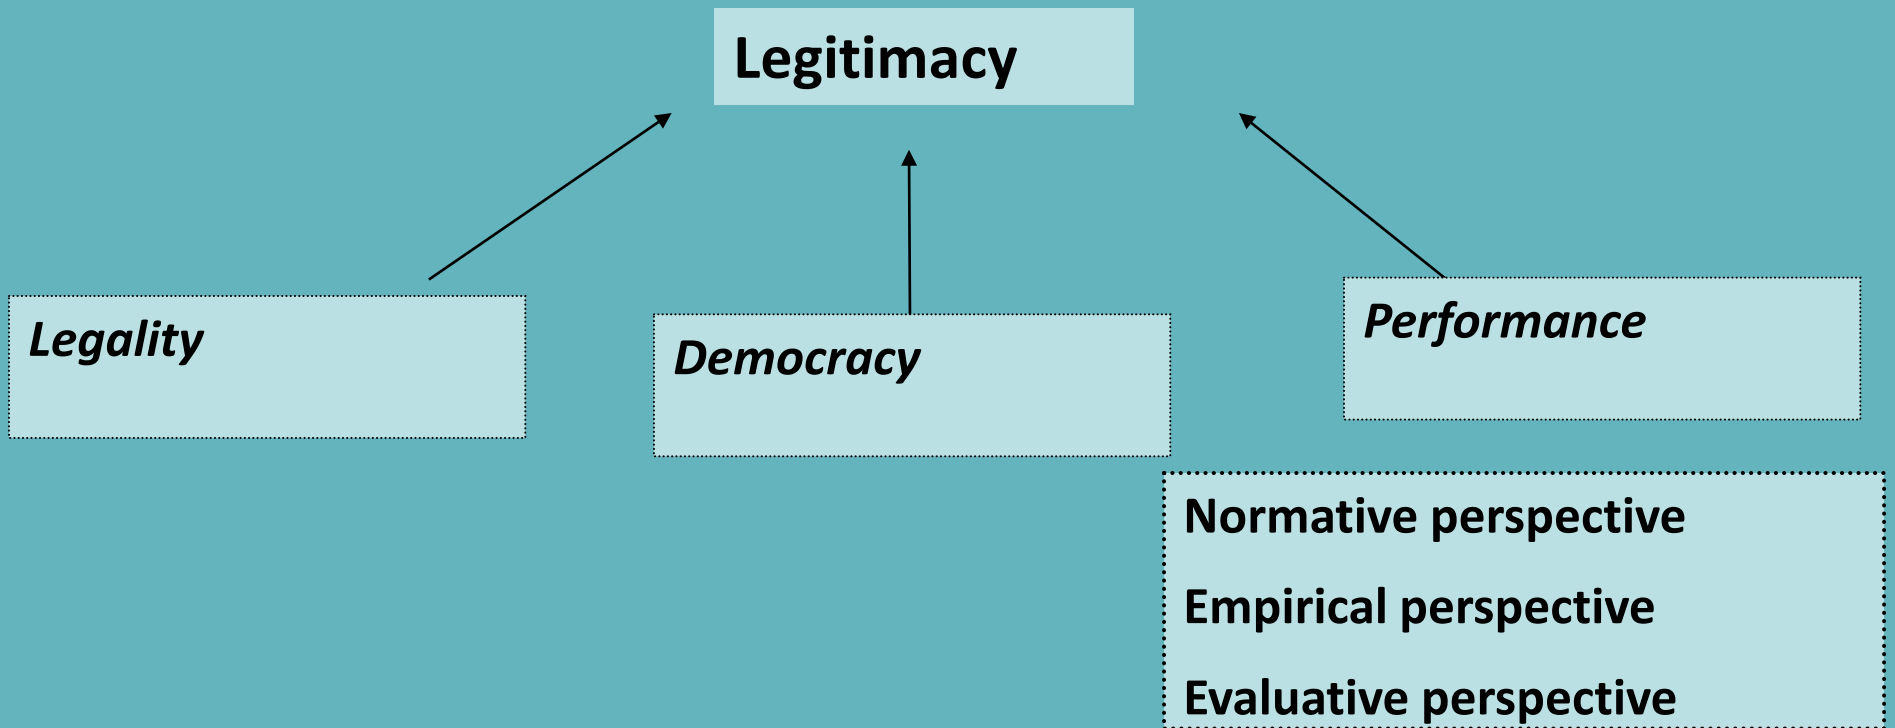 Legitimacy
Legality
Democracy
Performance
Normative perspective
Empirical perspective
Evaluative perspective